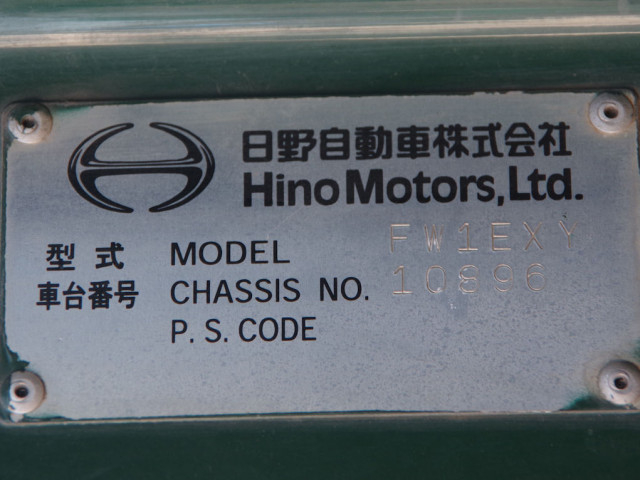 日野自動車株式会社
Hino Motors, Ltd.
型式 MODEL FW1EXY
車台番号 CHASSIS NO. 10896
P. S. CODE